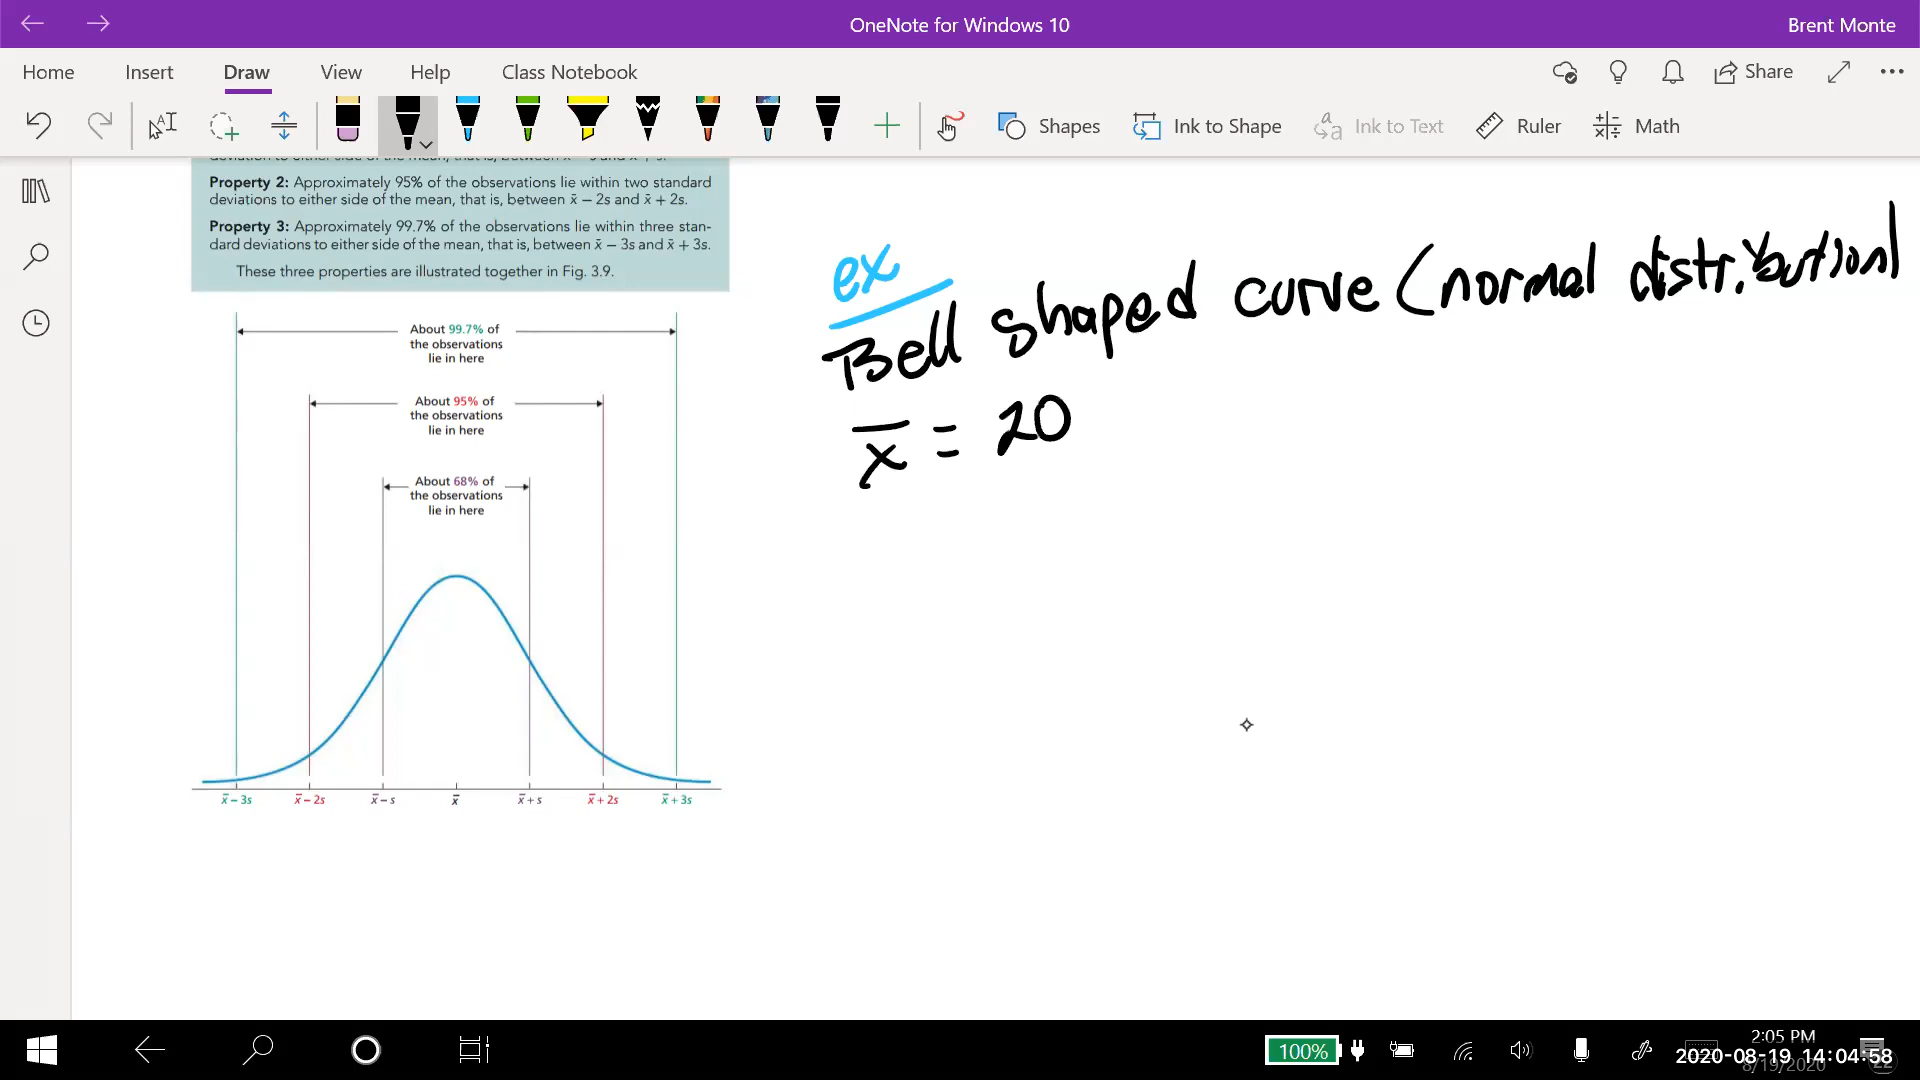 OneNote for Windows 10
Brent Monte
Home Insert Draw View Help Class Notebook
Share
Shapes Ink to Shape Ink to Text Ruler Math
Property 2: Approximately 95% of the observations lie within two standard
deviations to either side of the mean, that is, between x̄ − 2s and x̄ + 2s.
Property 3: Approximately 99.7% of the observations lie within three stan-
dard deviations to either side of the mean, that is, between x̄ − 3s and x̄ + 3s.
These three properties are illustrated together in Fig. 3.9.
About 99.7% of
the observations
lie in here
About 95% of
the observations
lie in here
About 68% of
the observations
lie in here
x̄ − 3s x̄ − 2s x̄ − s x̄ x̄ + s x̄ + 2s x̄ + 3s
ex
Bell shaped curve (normal distribution)
x̄ = 20
100%
2:05 PM
2020-08-19 14:04:58
8/19/2020
22